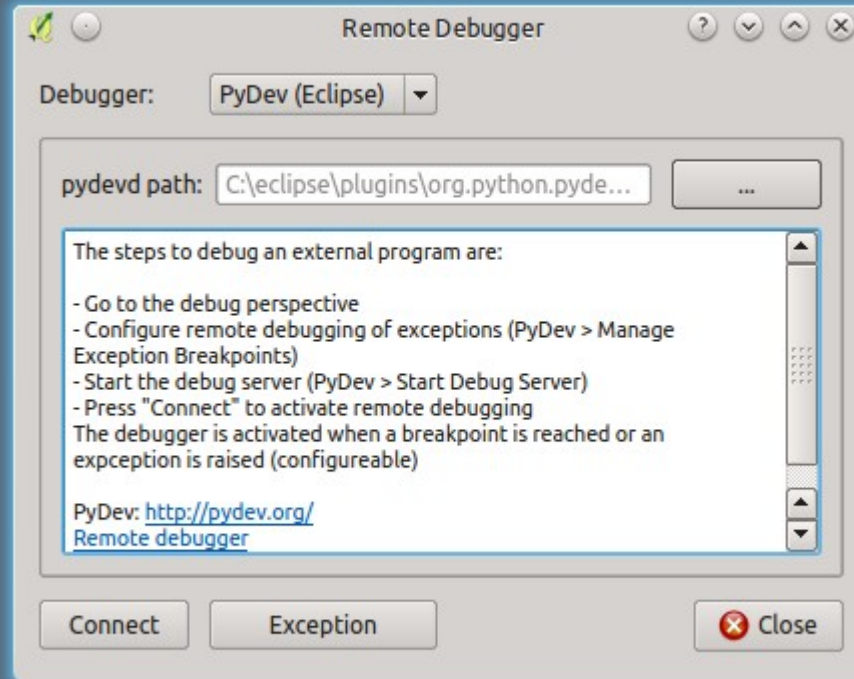 Remote Debugger
Debugger: PyDev (Eclipse)
pydevd path: C:\eclipse\plugins\org.python.pyde... ...
The steps to debug an external program are:
- Go to the debug perspective
- Configure remote debugging of exceptions (PyDev > Manage
Exception Breakpoints)
- Start the debug server (PyDev > Start Debug Server)
- Press "Connect" to activate remote debugging
The debugger is activated when a breakpoint is reached or an
expception is raised (configureable)
PyDev: http://pydev.org/
Remote debugger
Connect Exception Close